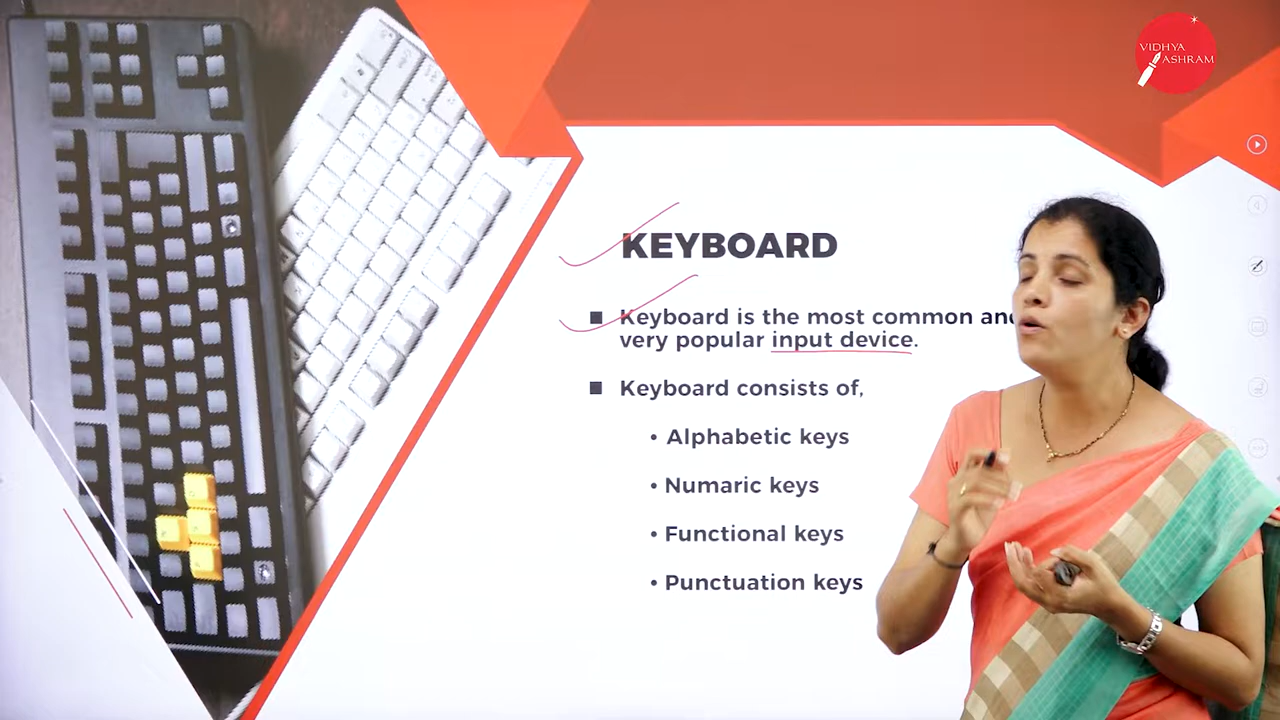 VIDHYA
ASHRAM
KEYBOARD
■ Keyboard is the most common and
very popular input device.
■ Keyboard consists of,
• Alphabetic keys
• Numaric keys
• Functional keys
• Punctuation keys